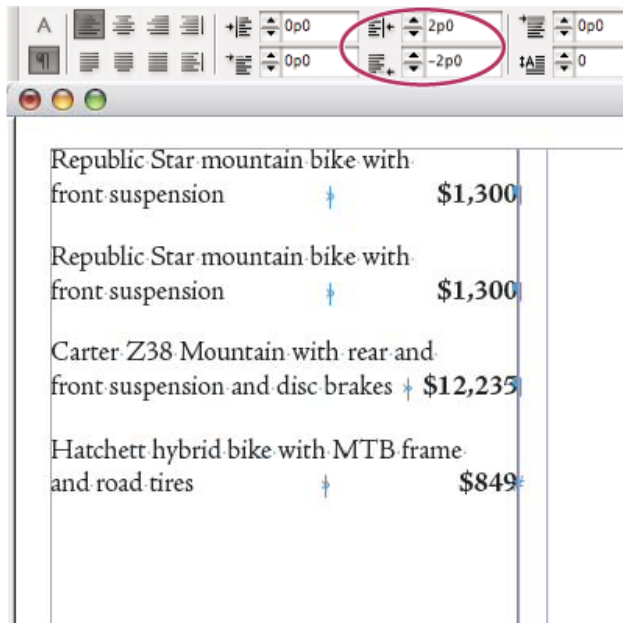 A 0p0 2p0 0p0
¶ 0p0 -2p0 0
Republic Star mountain bike with
front suspension $1,300
Republic Star mountain bike with
front suspension $1,300
Carter Z38 Mountain with rear and
front suspension and disc brakes $12,235
Hatchett hybrid bike with MTB frame
and road tires $849